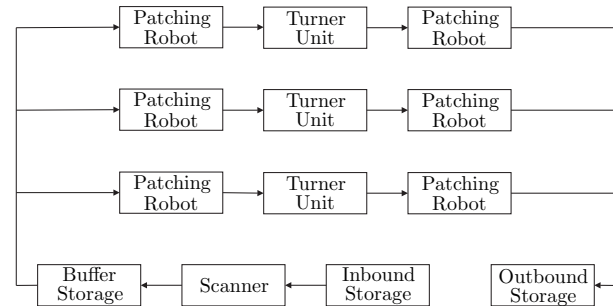 Patching
Robot
Turner
Unit
Patching
Robot
Patching
Robot
Turner
Unit
Patching
Robot
Patching
Robot
Turner
Unit
Patching
Robot
Buffer
Storage
Scanner
Inbound
Storage
Outbound
Storage